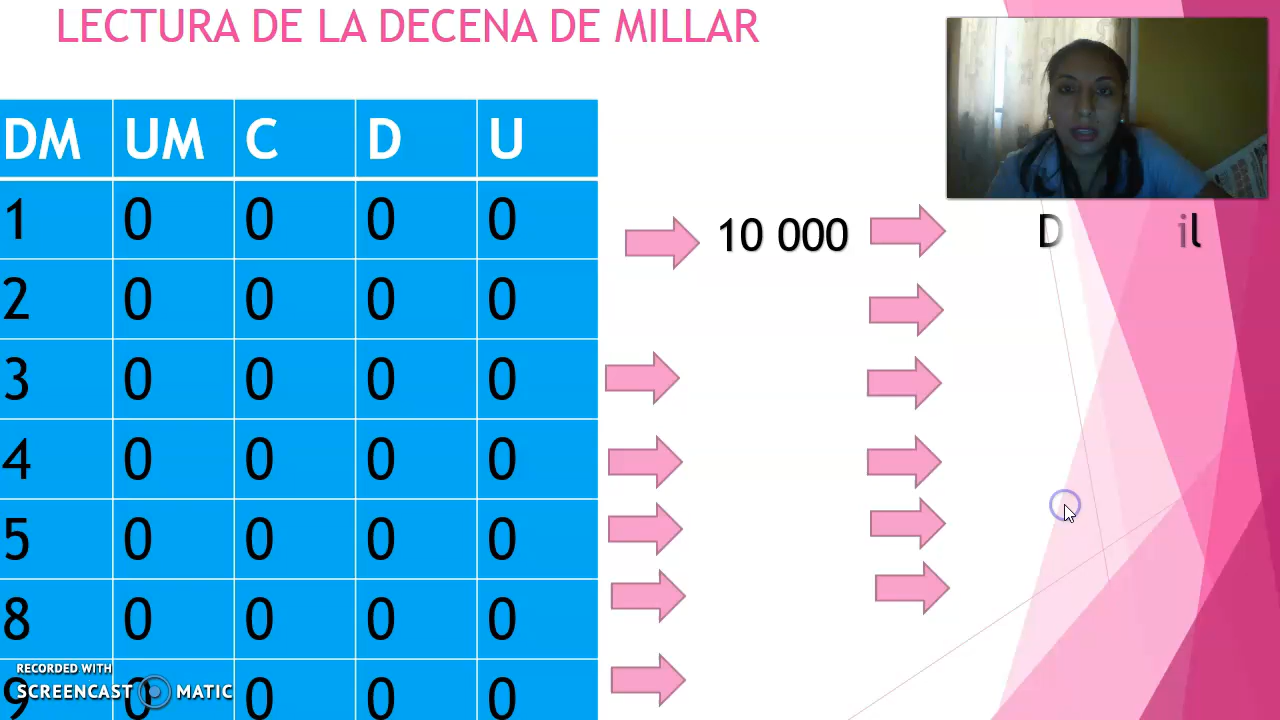 LECTURA DE LA DECENA DE MILLAR
DM UM C D U
1 0 0 0 0
10 000
D il
2 0 0 0 0
3 0 0 0 0
4 0 0 0 0
5 0 0 0 0
8 0 0 0 0
9 0 0 0 0
RECORDED WITH
SCREENCAST MATIC